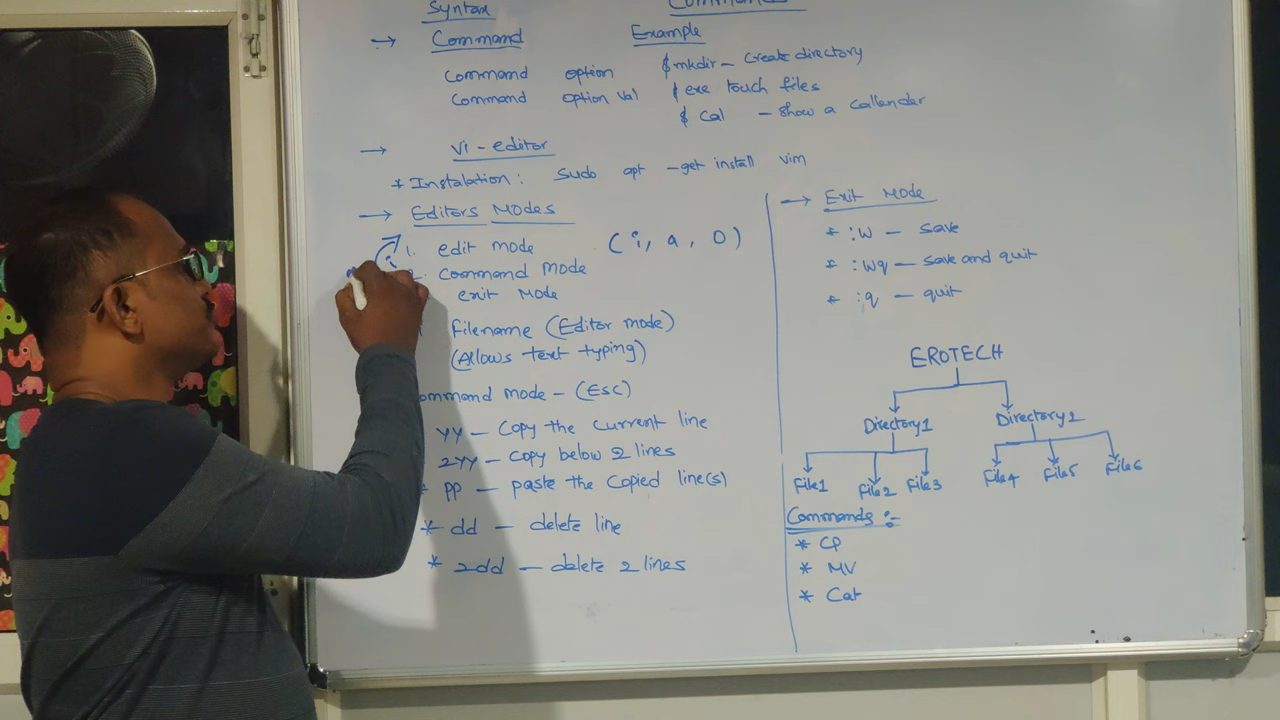 Syntax
→ Command Example
Command option $mkdir - Create directory
Command option val $ exe touch files
$ Cal - Show a Callender
→ Vi - editor
* Instalation: Sudo apt -get install vim
→ Editors Modes
1. edit mode (i, a, O)
2. Command Mode
exit Mode
Filename (Editor mode)
(Allows text typing)
ommand mode - (Esc)
yy - Copy the current line
2yy - Copy below 2 lines
* pp - paste the Copied line(s)
* dd - delete line
* 2dd - delete 2 lines
→ Exit Mode
* :w - save
* :wq - save and quit
* :q - quit
EROTECH
Directory1 Directory2
File1 File2 File3 File4 File5 File6
Commands :-
* CP
* MV
* Cat